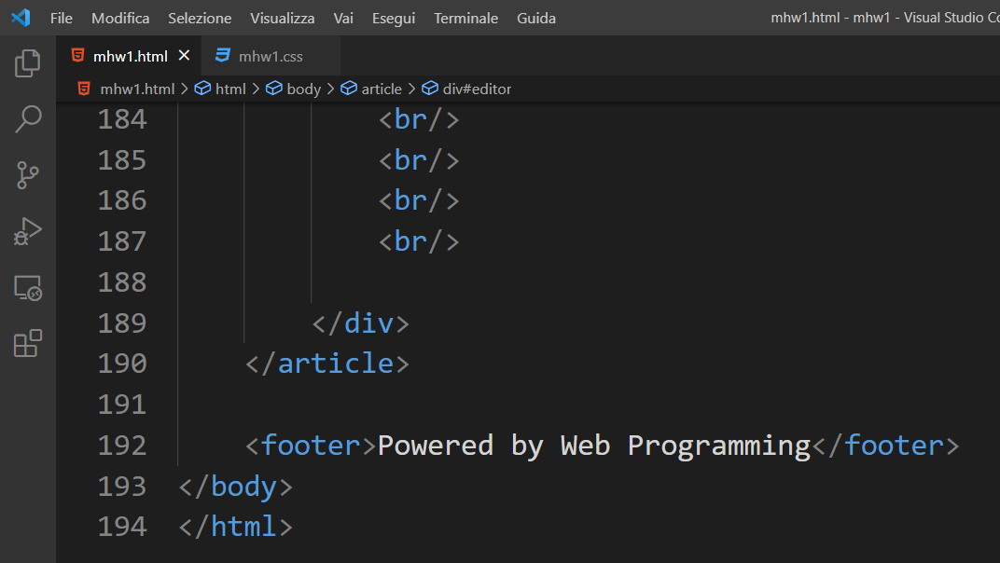 File Modifica Selezione Visualizza Vai Esegui Terminale Guida mhw1.html - mhw1 - Visual Studio
mhw1.html × mhw1.css
mhw1.html > html > body > article > div#editor
184 <br/>
185 <br/>
186 <br/>
187 <br/>
188
189 </div>
190 </article>
191
192 <footer>Powered by Web Programming</footer>
193 </body>
194 </html>